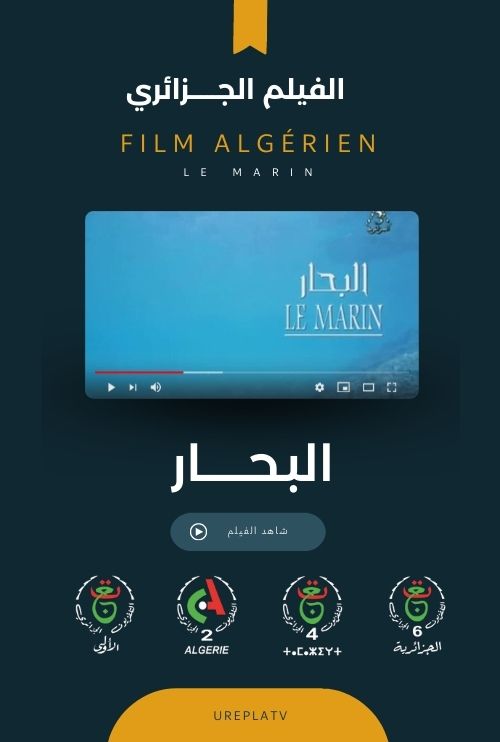 الفيلم الجـــزائري
FILM ALGÉRIEN
LE MARIN
البحار
LE MARIN
البحـــار
شاهد الفيلم
التلفزيون الجزائري
الأولى
التلفزيون الجزائري
2
ALGERIE
التلفزيون الجزائري
4
ⵜⴰⵎⴰⵣⵉⵖⵜ
التلفزيون الجزائري
6
الجزائرية
UREPLATV